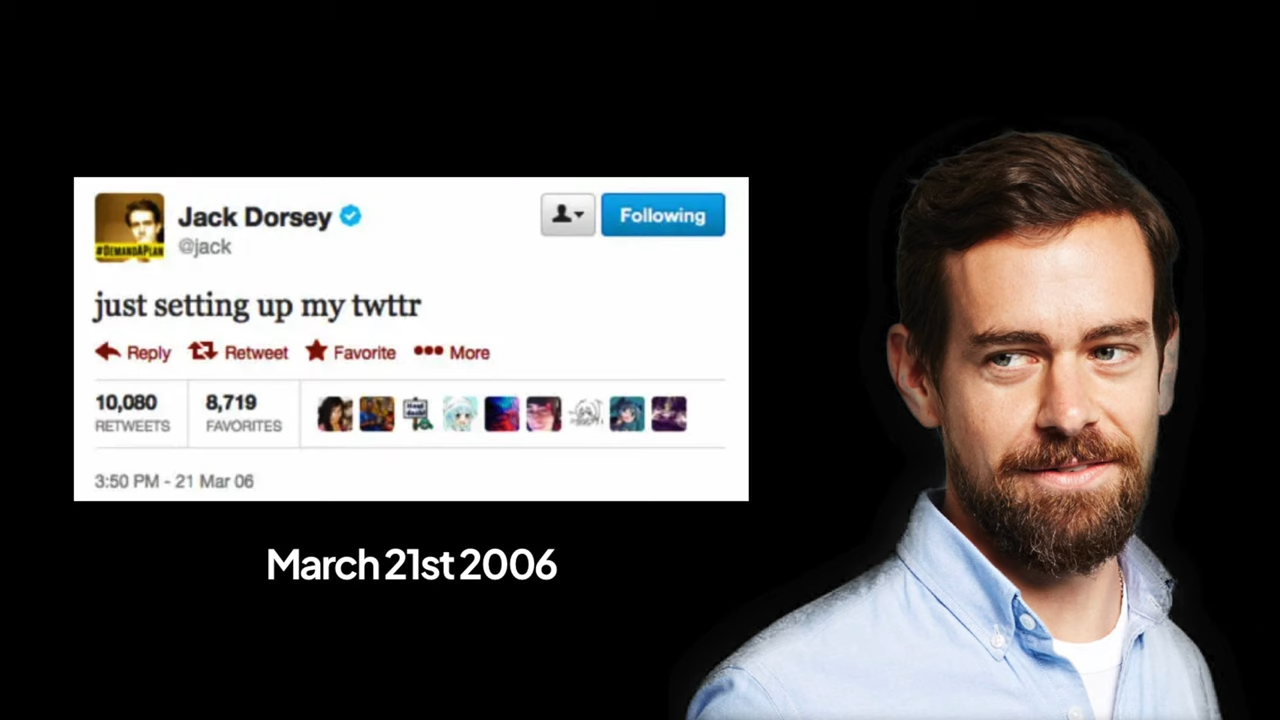 Jack Dorsey
@jack
#DEMANDAPLAN
Following
just setting up my twttr
Reply Retweet Favorite More
10,080 8,719
RETWEETS FAVORITES
3:50 PM - 21 Mar 06
March 21st 2006